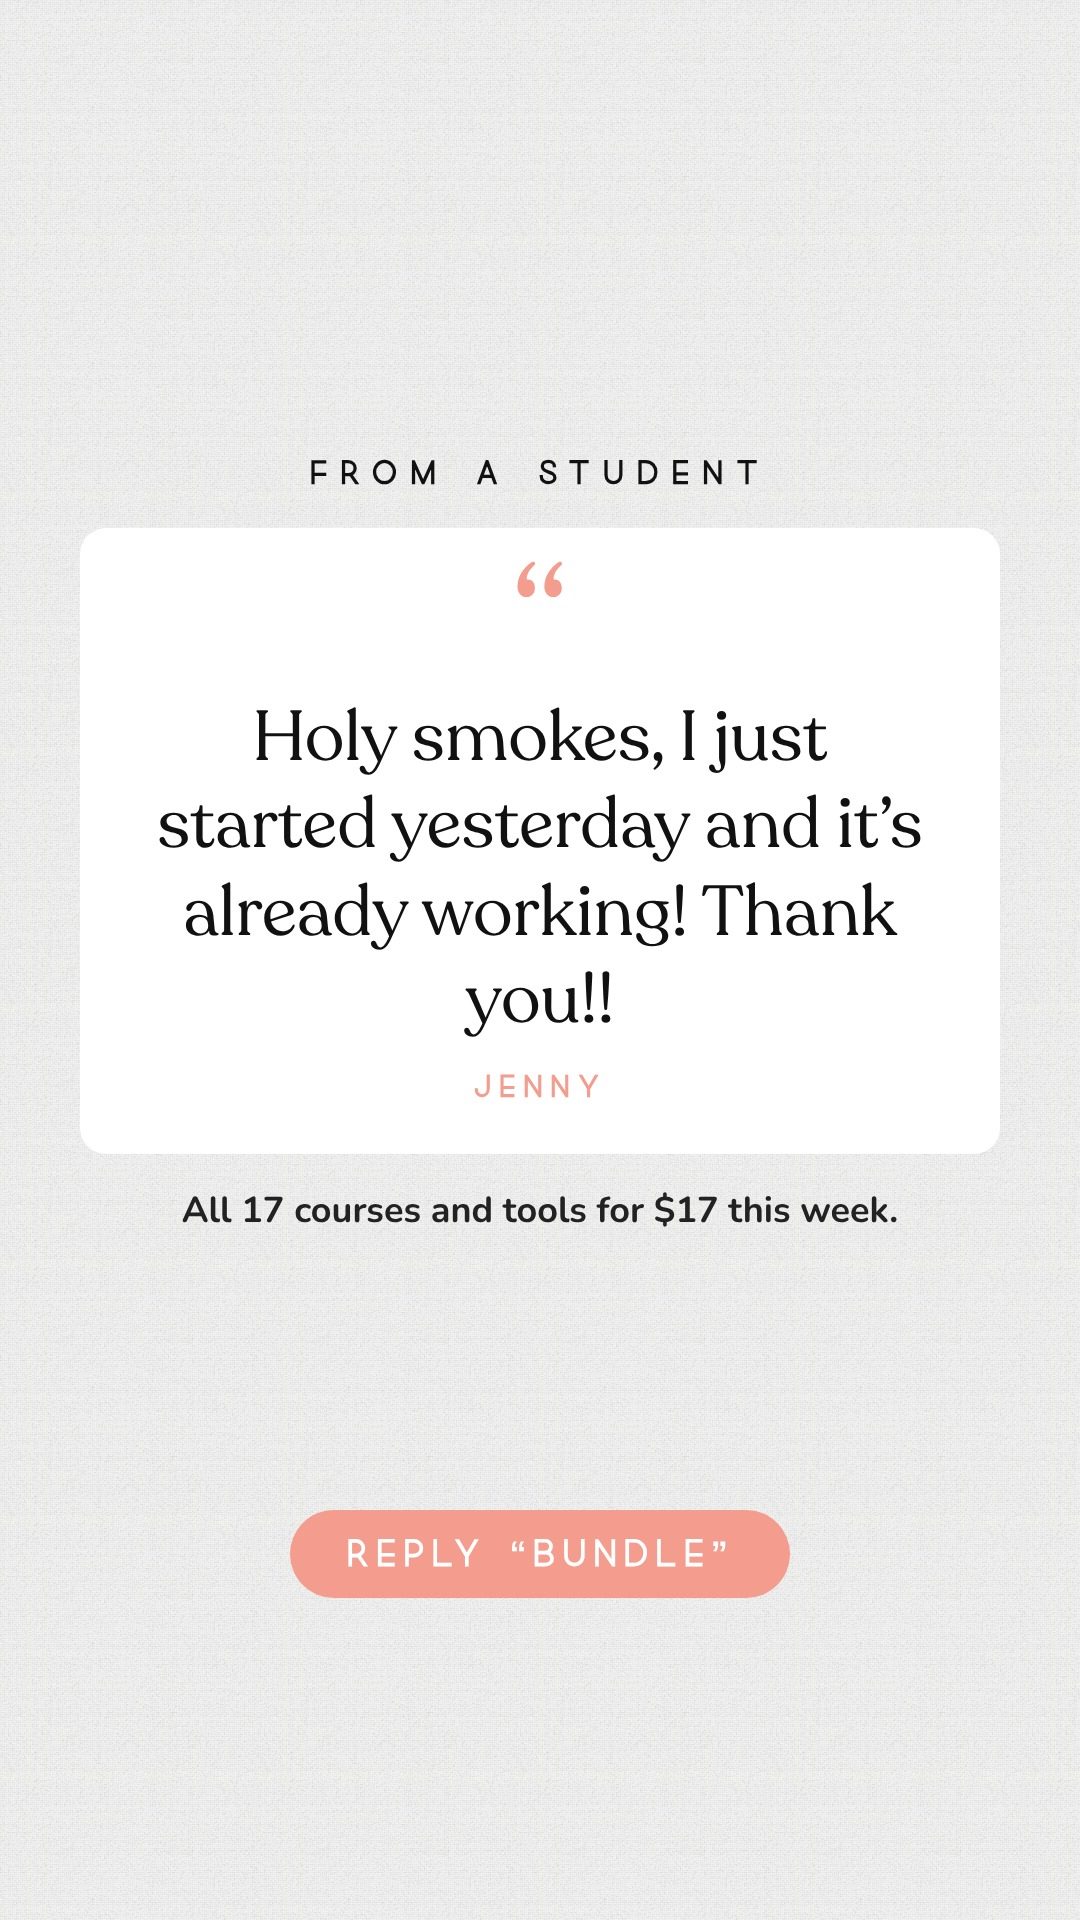 FROM A STUDENT
“
Holy smokes, I just
started yesterday and it’s
already working! Thank
you!!
JENNY
All 17 courses and tools for $17 this week.
REPLY “BUNDLE”